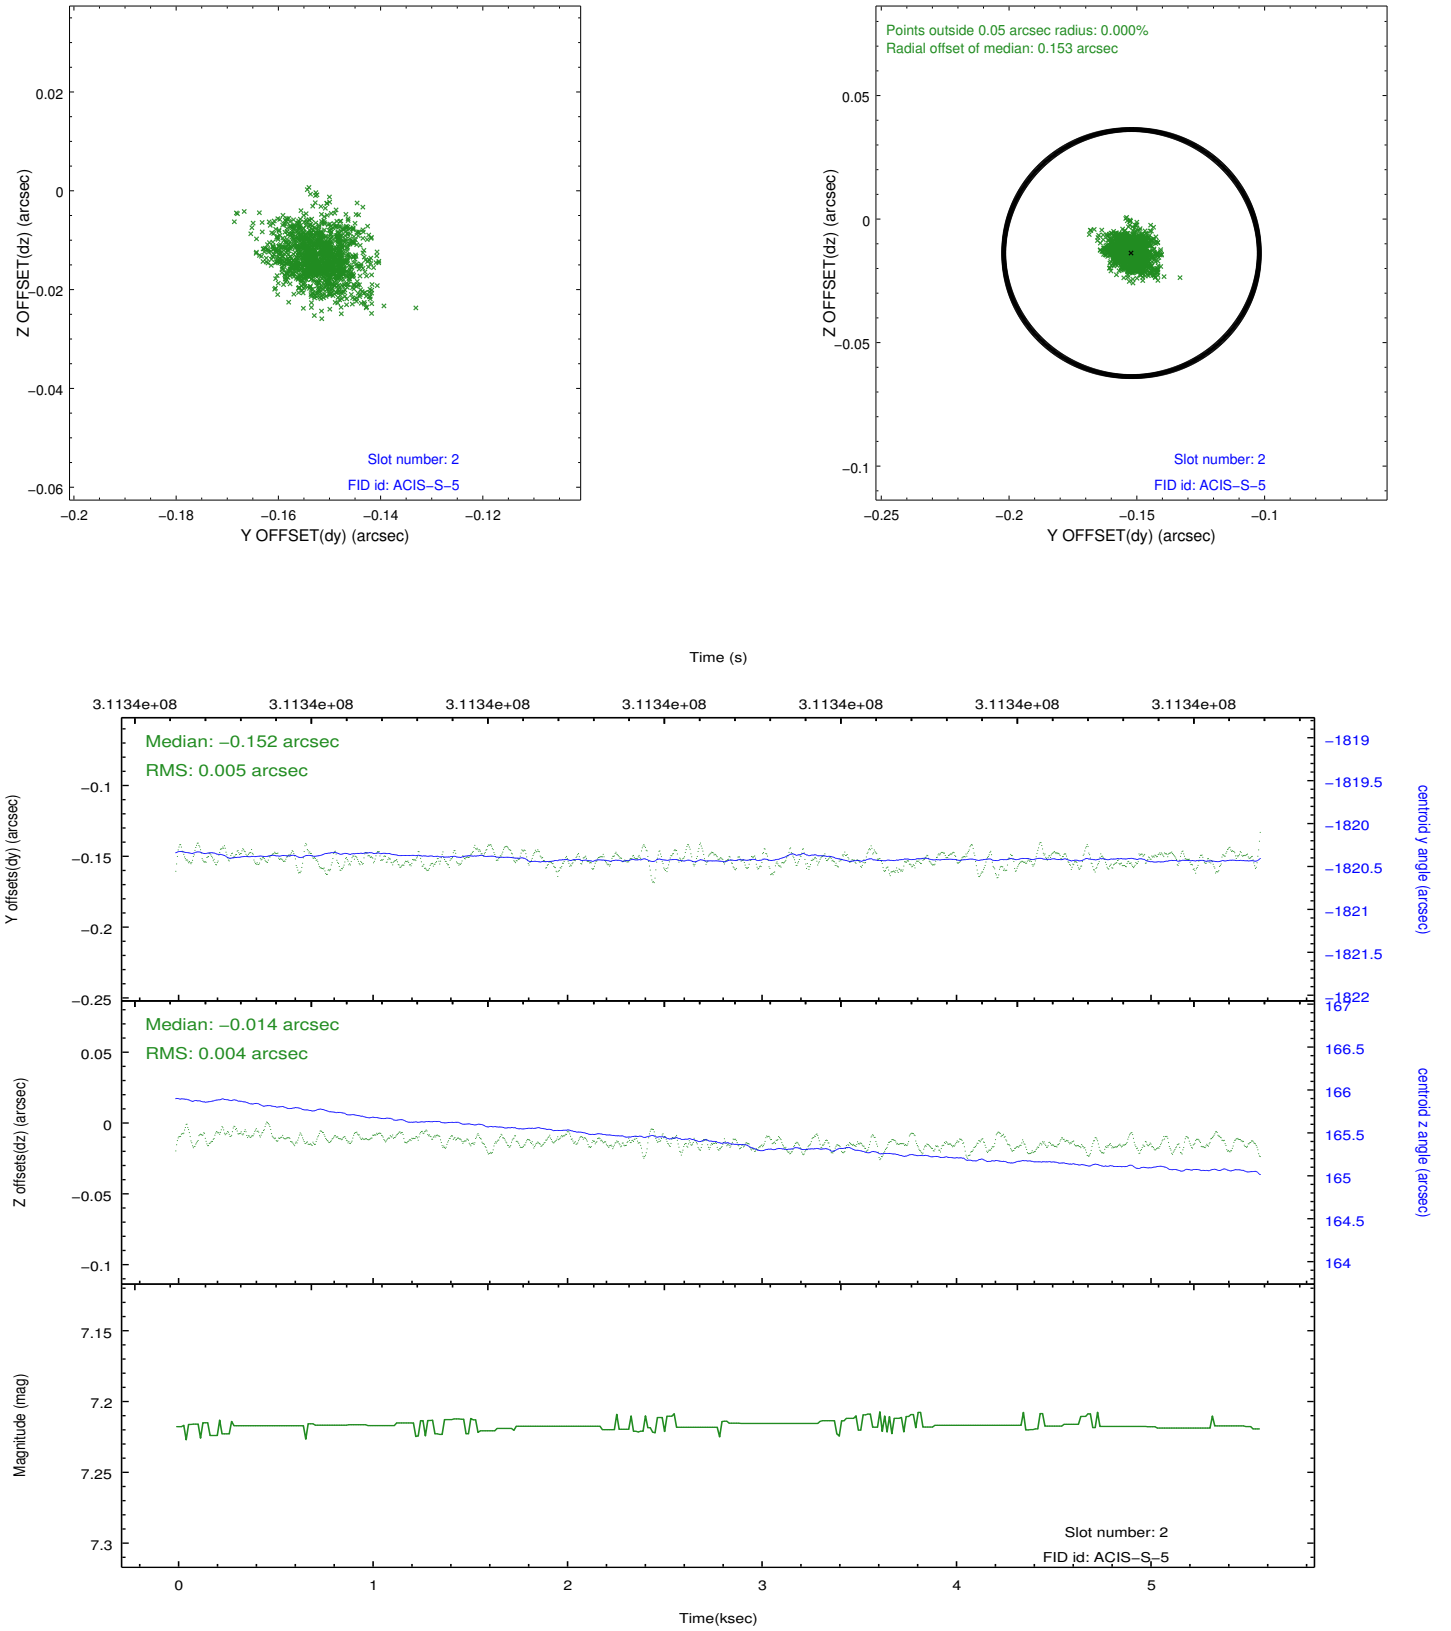 0.02
0
−0.02
−0.04
−0.06
Z OFFSET(dz) (arcsec)
Slot number: 2
FID id: ACIS−S−5
−0.2
−0.18
−0.16
−0.14
−0.12
Y OFFSET(dy) (arcsec)
Points outside 0.05 arcsec radius: 0.000%
Radial offset of median: 0.153 arcsec
0.05
0
−0.05
−0.1
Z OFFSET(dz) (arcsec)
Slot number: 2
FID id: ACIS−S−5
−0.25
−0.2
−0.15
−0.1
Y OFFSET(dy) (arcsec)
Time (s)
3.1134e+08
3.1134e+08
3.1134e+08
3.1134e+08
3.1134e+08
3.1134e+08
3.1134e+08
Median: −0.152 arcsec
RMS: 0.005 arcsec
−0.1
−0.15
−0.2
−0.25
Y offsets(dy) (arcsec)
−1819
−1819.5
−1820
−1820.5
−1821
−1821.5
−1822
centroid y angle (arcsec)
Median: −0.014 arcsec
RMS: 0.004 arcsec
0.05
0
−0.05
−0.1
Z offsets(dz) (arcsec)
167
166.5
166
165.5
165
164.5
164
centroid z angle (arcsec)
7.15
7.2
7.25
7.3
Magnitude (mag)
Slot number: 2
FID id: ACIS−S−5
0
1
2
3
4
5
Time(ksec)